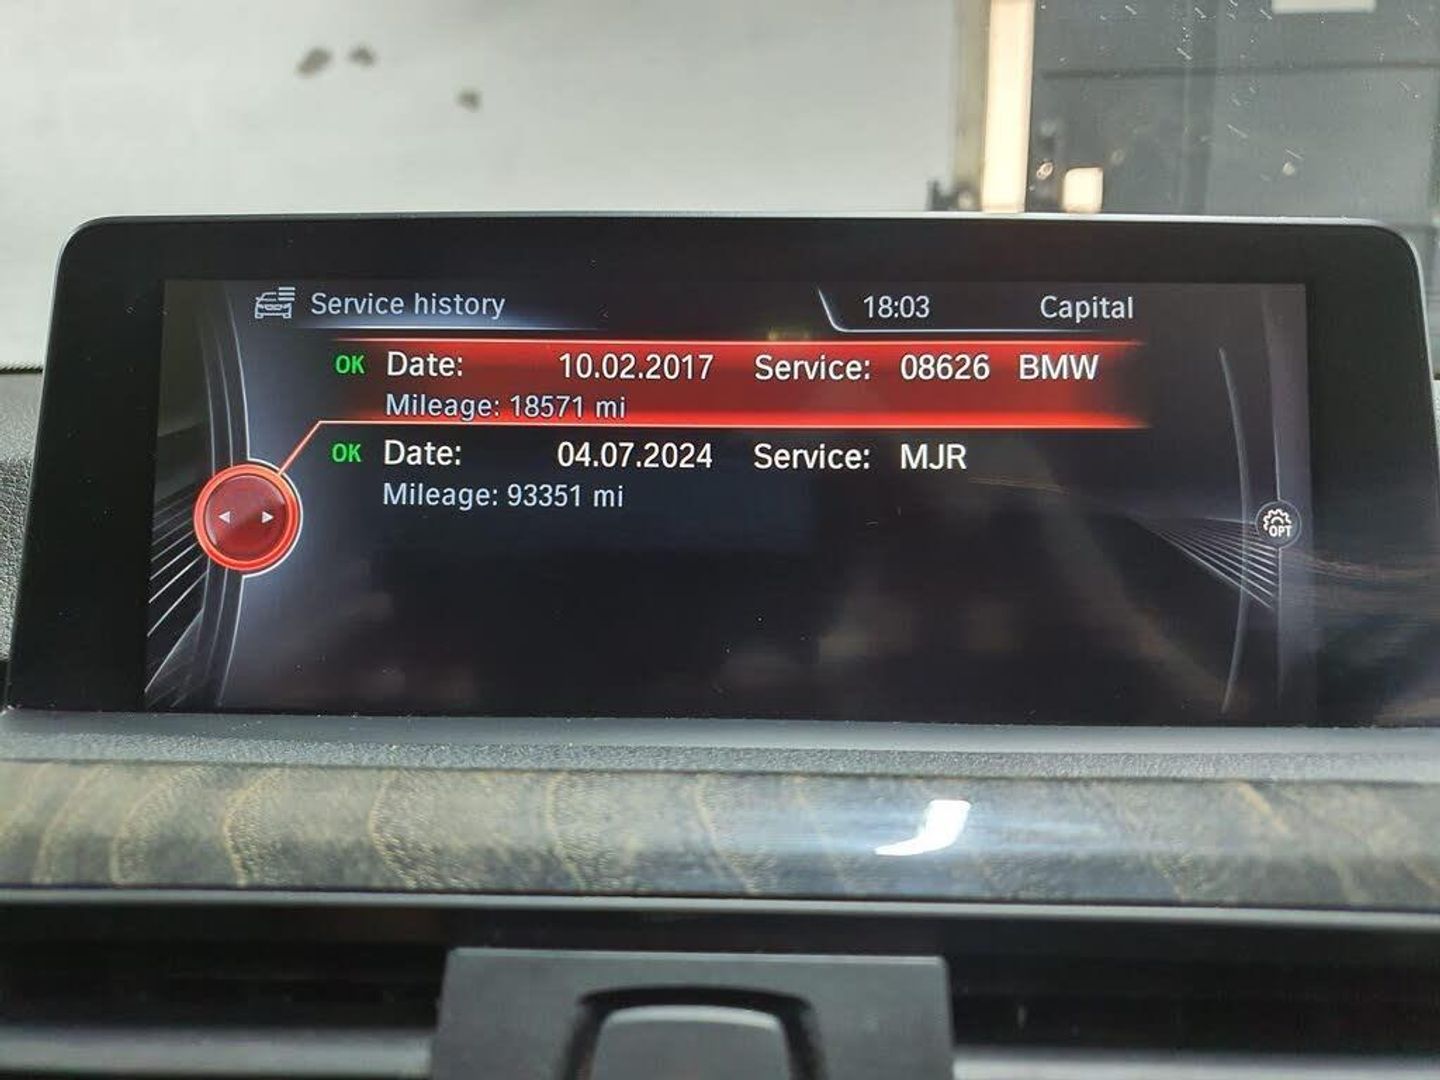 Service history 18:03 Capital
OK Date: 10.02.2017 Service: 08626 BMW
Mileage: 18571 mi
OK Date: 04.07.2024 Service: MJR
Mileage: 93351 mi
OPT